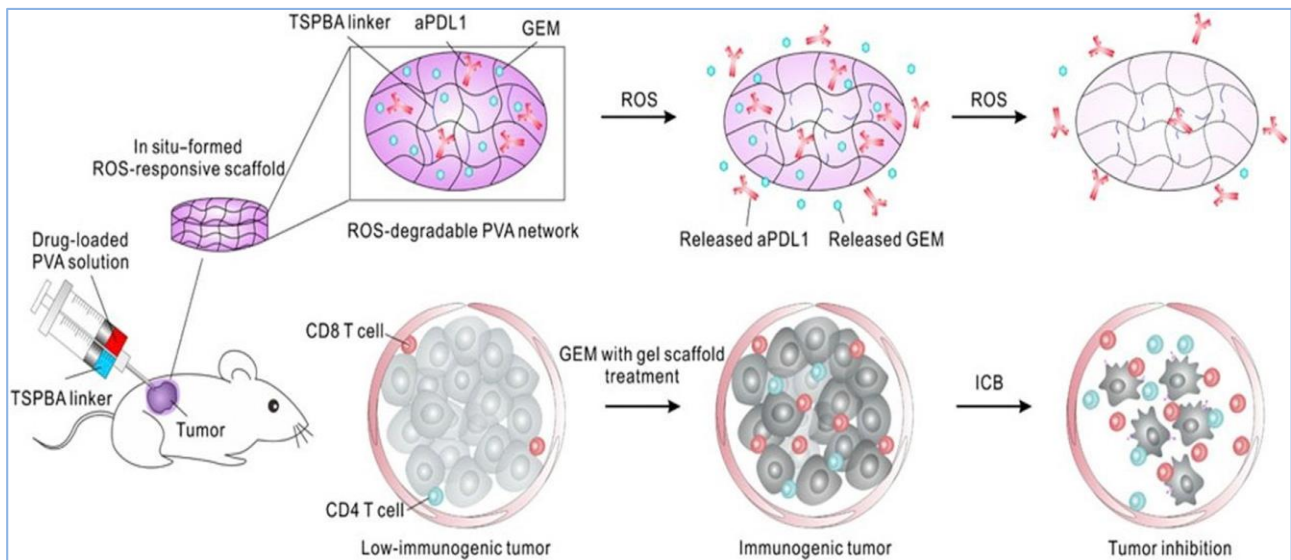 TSPBA linker
aPDL1
GEM
ROS
ROS
In situ–formed
ROS-responsive scaffold
ROS-degradable PVA network
Released aPDL1
Released GEM
Drug-loaded
PVA solution
TSPBA linker
Tumor
CD8 T cell
GEM with gel scaffold
treatment
ICB
CD4 T cell
Low-immunogenic tumor
Immunogenic tumor
Tumor inhibition